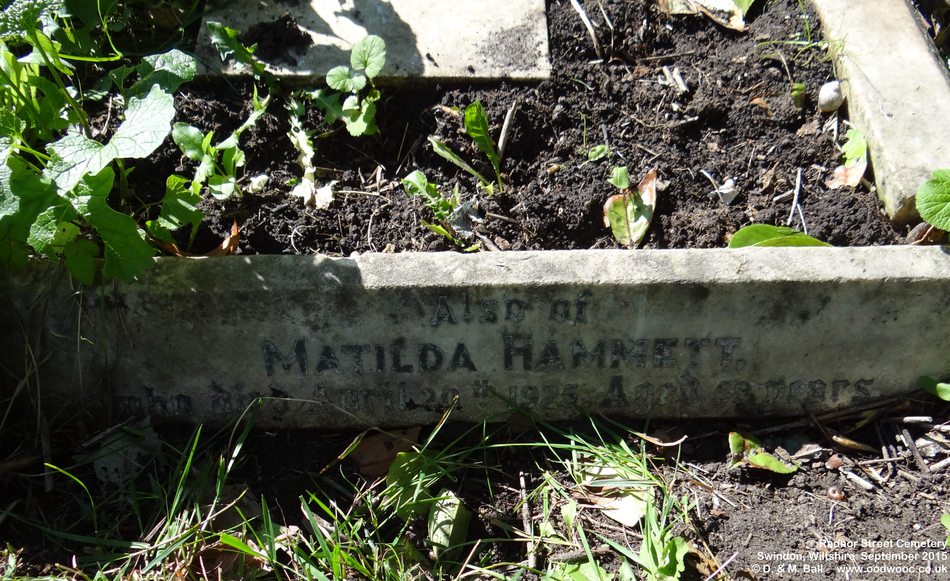 Also of
MATILDA HAMMETT.
who died April 20th 1925. Aged years
Radnor Street Cemetery
Swindon, Wiltshire September 2015
© D. & M. Ball www.oodwooc.co.uk